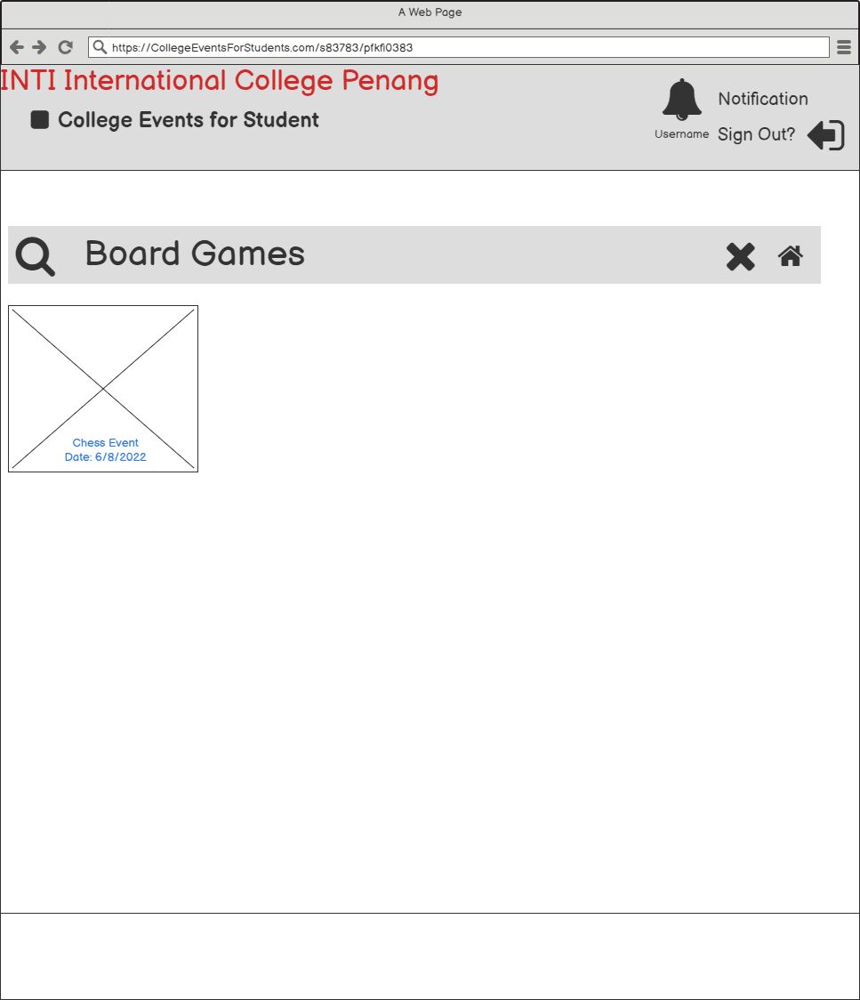 A Web Page
https://CollegeEventsForStudents.com/s83783/pfkfi0383
INTI International College Penang
College Events for Student
Notification
Username
Sign Out?
Board Games
Chess Event
Date: 6/8/2022